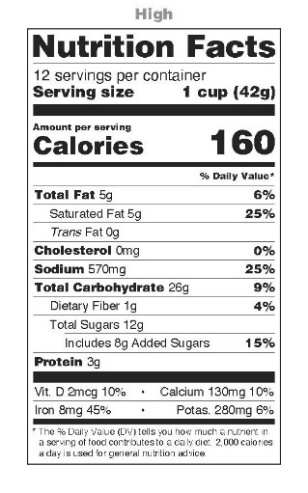 High
Nutrition Facts
12 servings per container
Serving size 1 cup (42g)
Amount per serving
Calories 160
% Daily Value*
Total Fat 5g 6%
Saturated Fat 5g 25%
Trans Fat 0g
Cholesterol 0mg 0%
Sodium 570mg 25%
Total Carbohydrate 26g 9%
Dietary Fiber 1g 4%
Total Sugars 12g
Includes 8g Added Sugars 15%
Protein 3g
Vit. D 2mcg 10% • Calcium 130mg 10%
Iron 8mg 45% • Potas. 280mg 6%
* The % Daily Value (DV) tells you how much a nutrient in
a serving of food contributes to a daily diet. 2,000 calories
a day is used for general nutrition advice.